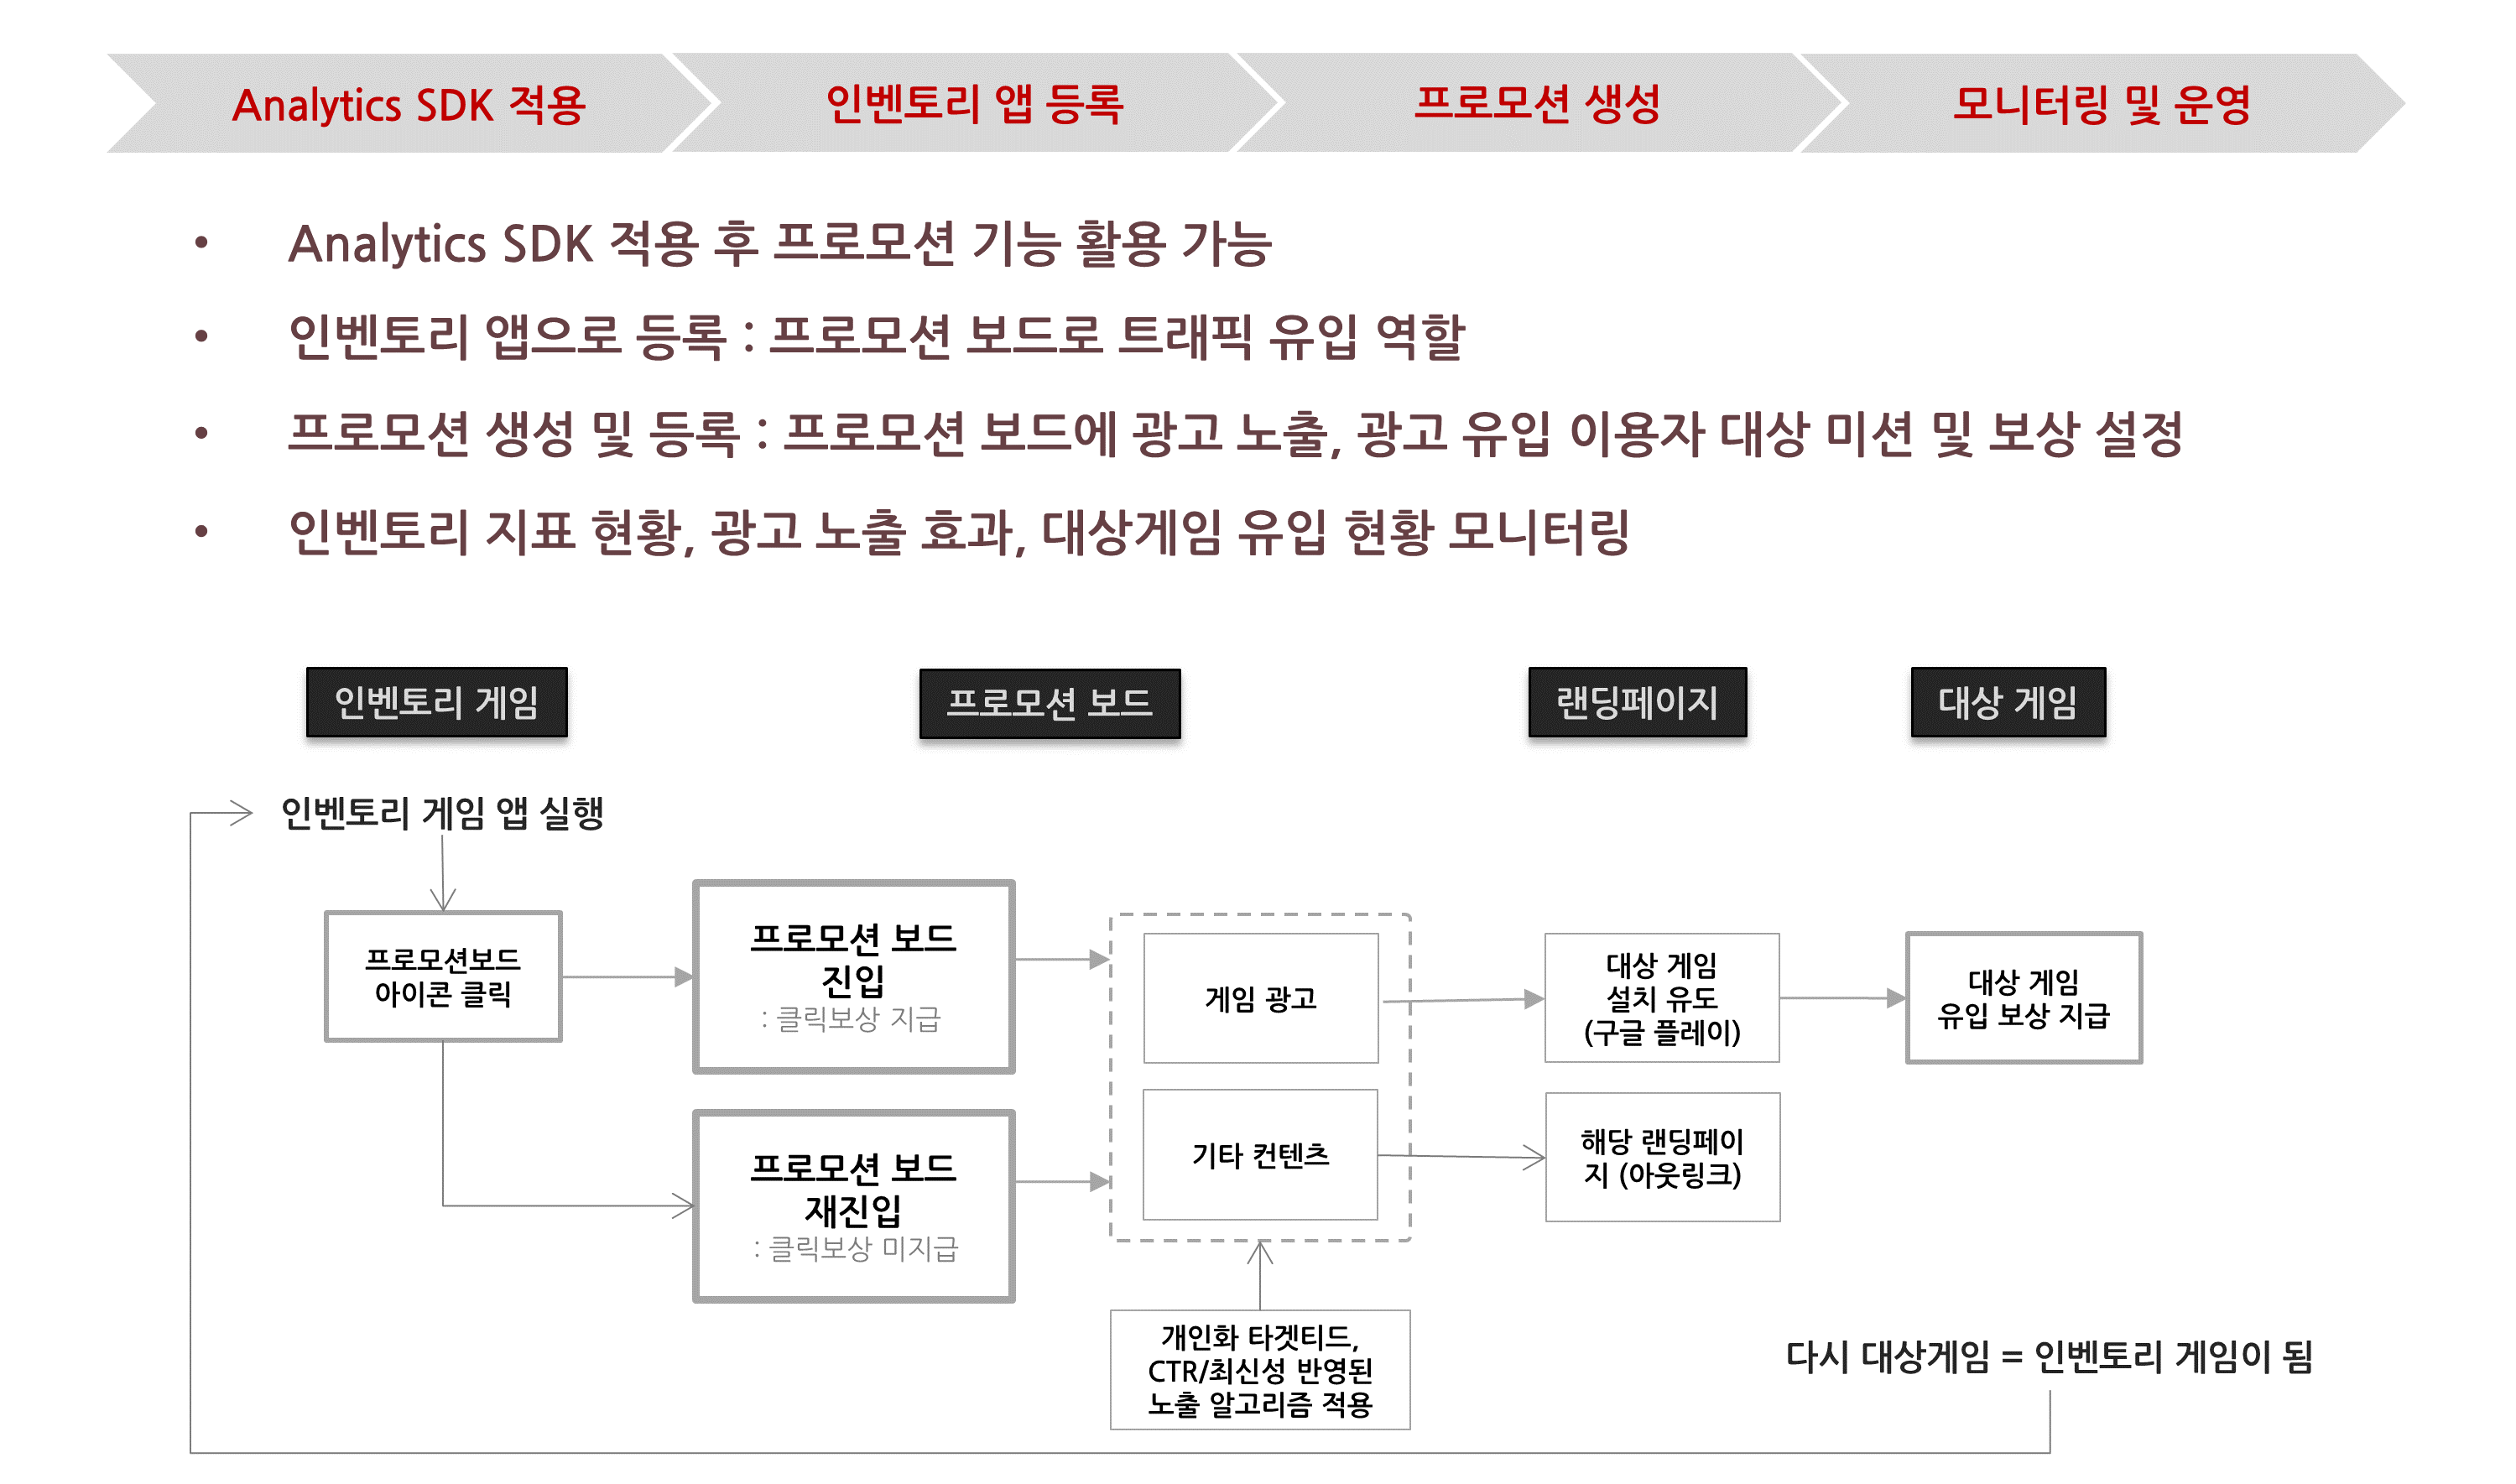 Analytics SDK 적용
인벤토리 앱 등록
프로모션 생성
모니터링 및 운영
• Analytics SDK 적용 후 프로모션 기능 활용 가능
• 인벤토리 앱으로 등록 : 프로모션 보드로 트래픽 유입 역할
• 프로모션 생성 및 등록 : 프로모션 보드에 광고 노출, 광고 유입 이용자 대상 미션 및 보상 설정
• 인벤토리 지표 현황, 광고 노출 효과, 대상게임 유입 현황 모니터링
인벤토리 게임
프로모션 보드
랜딩페이지
대상 게임
인벤토리 게임 앱 실행
프로모션보드
아이콘 클릭
프로모션 보드
진입
: 클릭보상 지급
프로모션 보드
재진입
: 클릭보상 미지급
게임 광고
기타 컨텐츠
대상 게임
설치 유도
(구글 플레이)
해당 랜딩페이
지 (아웃링크)
대상 게임
유입 보상 지급
개인화 타겟티드,
CTR/최신성 반영된
노출 알고리즘 적용
다시 대상게임 = 인벤토리 게임이 됨